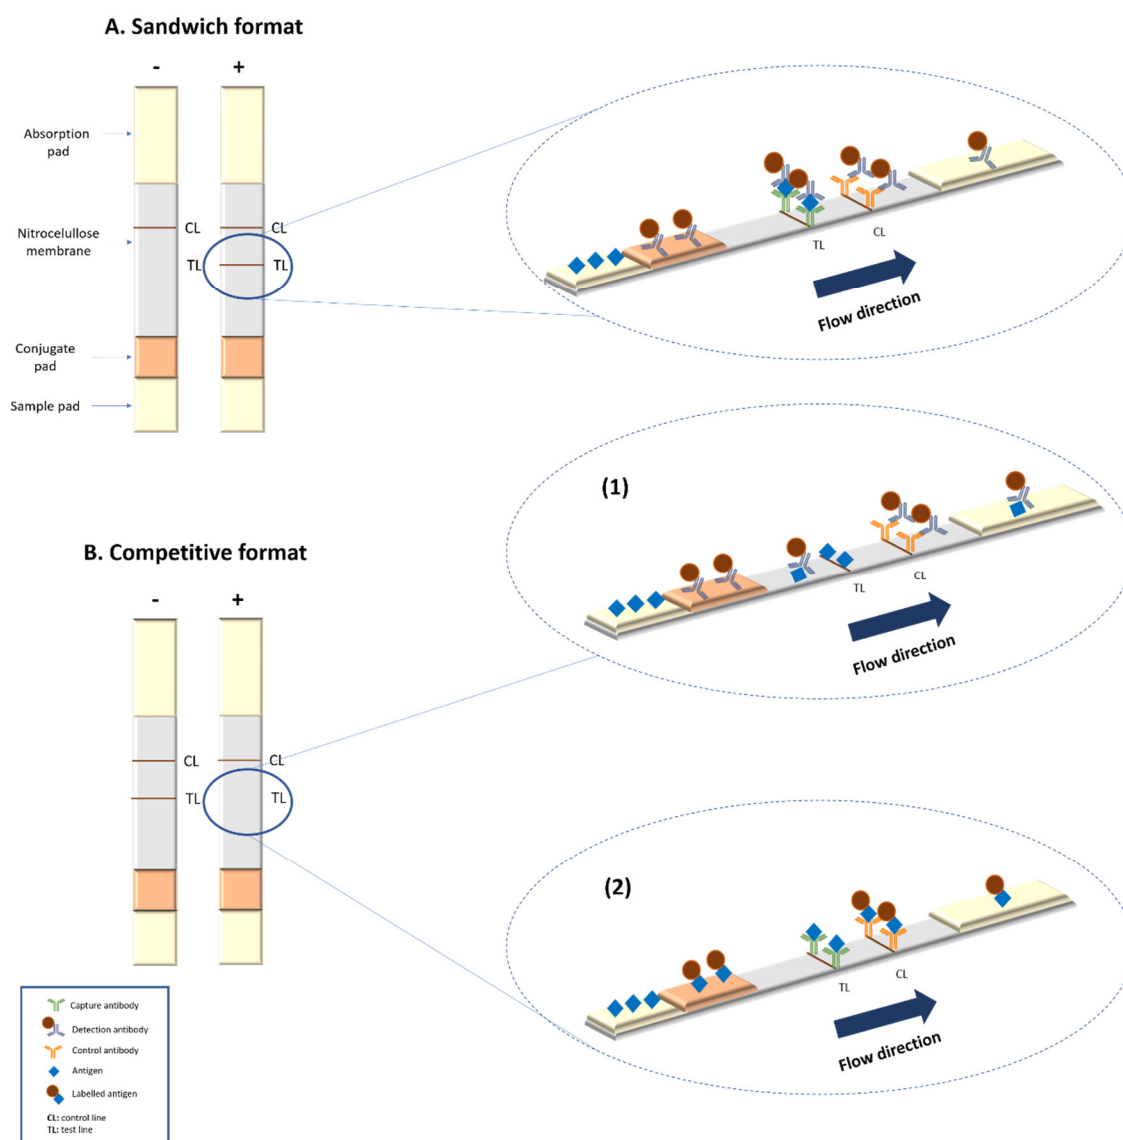 A. Sandwich format
- +
Absorption
pad
Nitrocelullose
membrane
CL CL
TL TL
Conjugate
pad
Sample pad
TL
CL
Flow direction
B. Competitive format
- +
CL CL
TL TL
(1)
TL
CL
Flow direction
(2)
TL
CL
Flow direction
Capture antibody
Detection antibody
Control antibody
Antigen
Labelled antigen
CL: control line
TL: test line